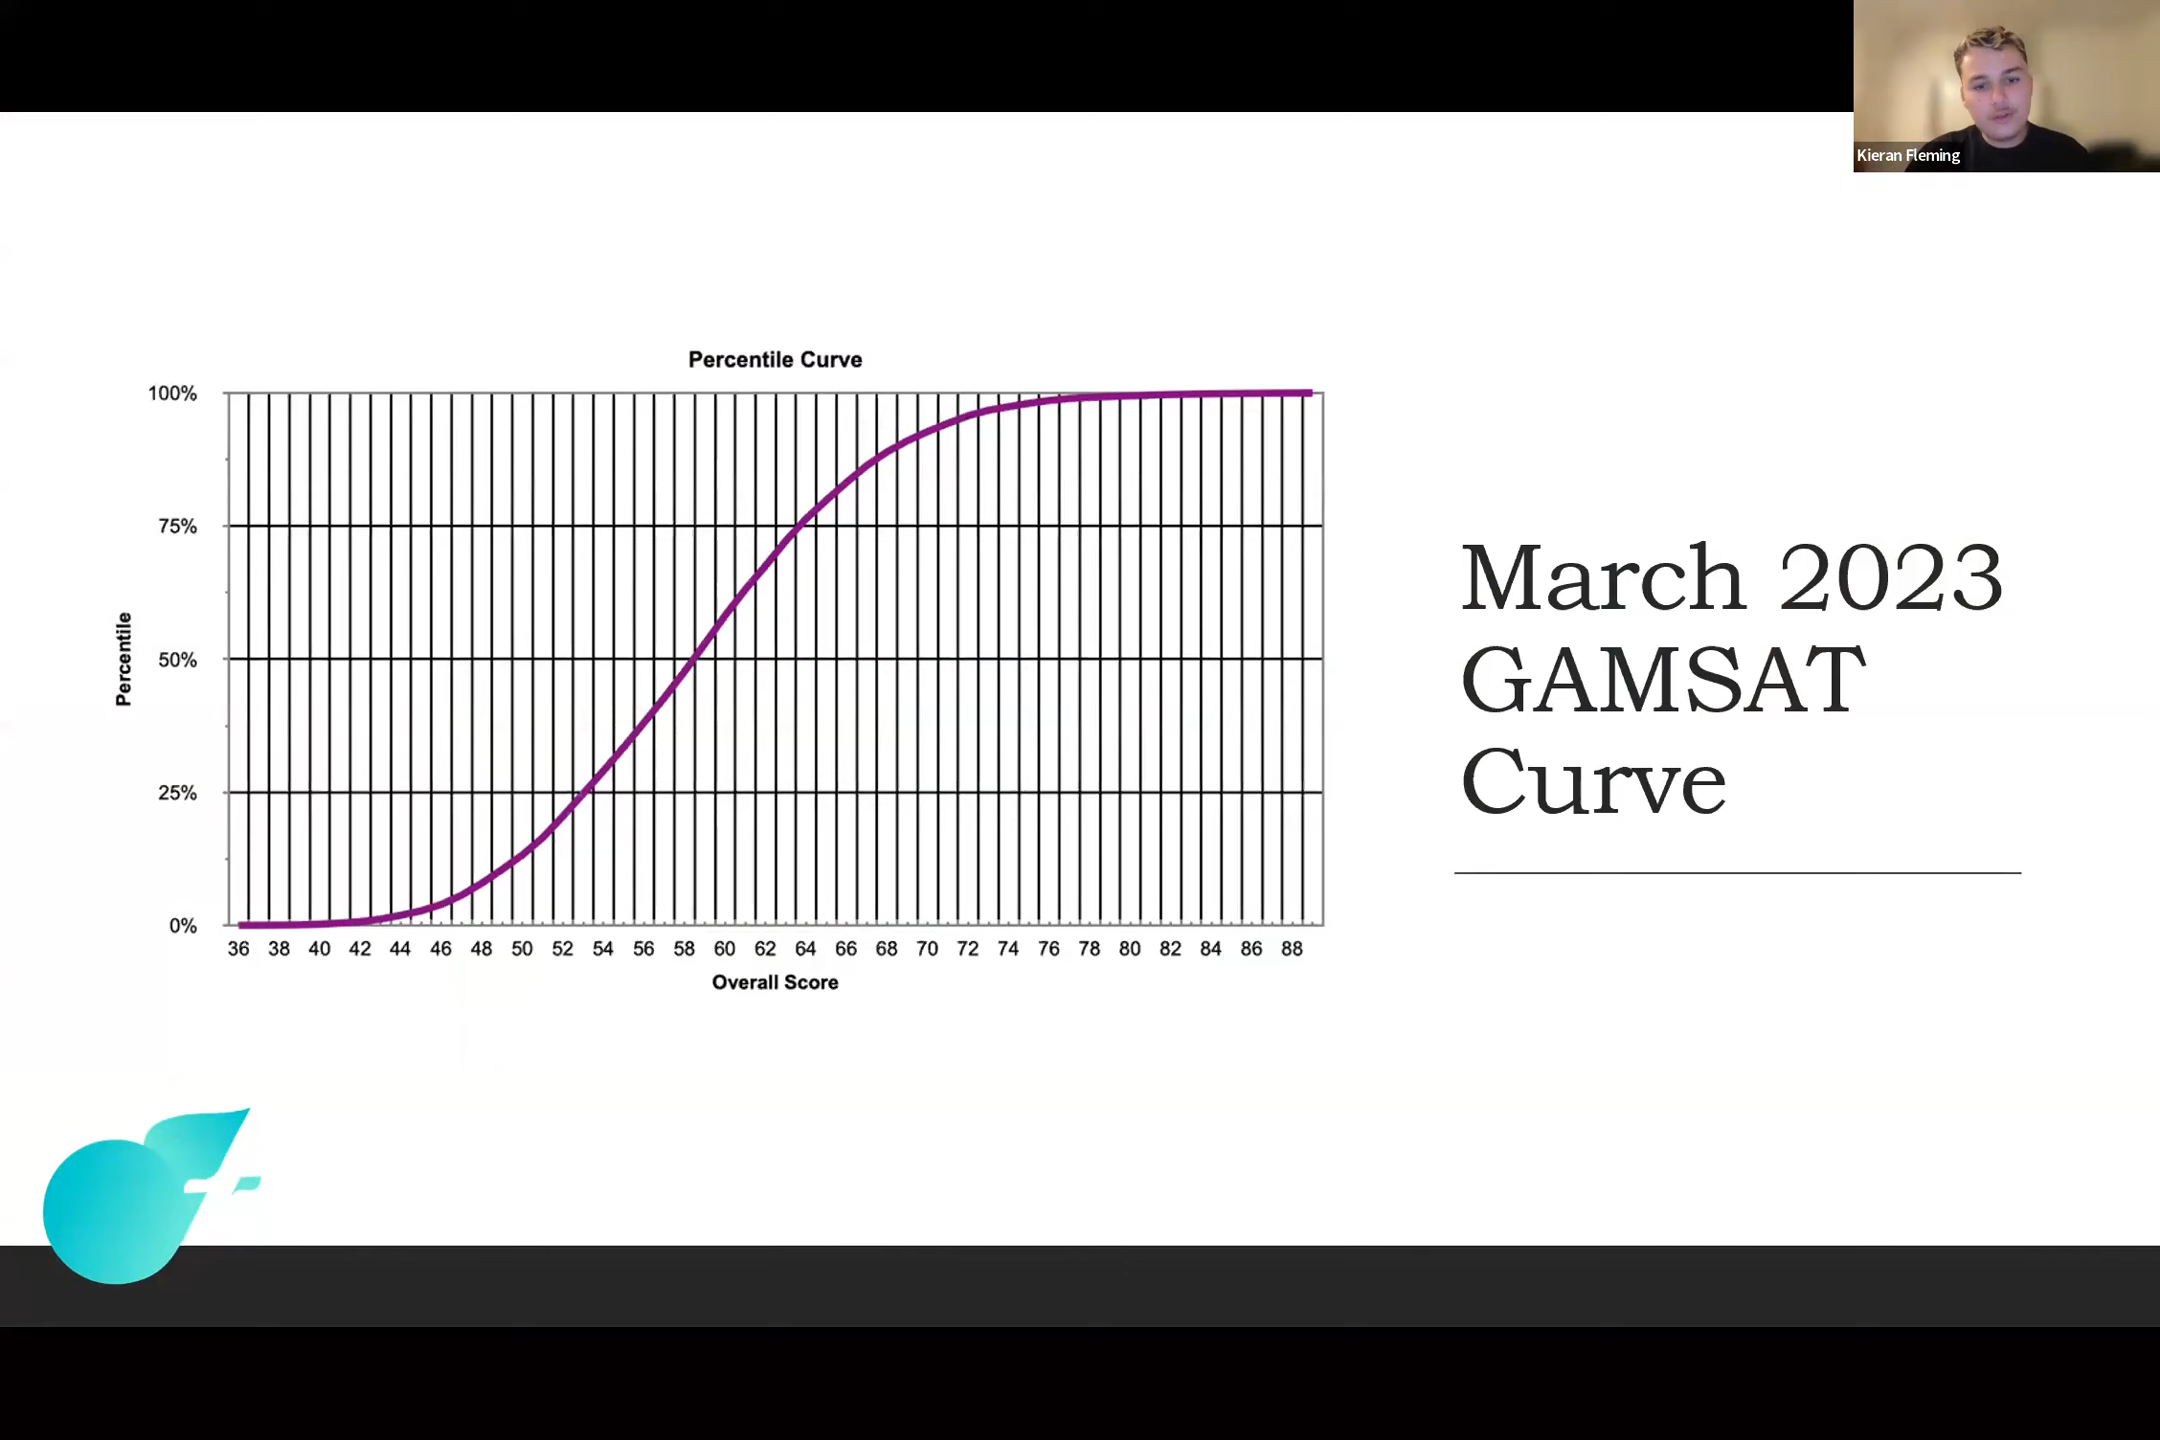 Kieran Fleming
Percentile Curve
100%
75%
50%
25%
0%
Percentile
36 38 40 42 44 46 48 50 52 54 56 58 60 62 64 66 68 70 72 74 76 78 80 82 84 86 88
Overall Score
March 2023
GAMSAT
Curve